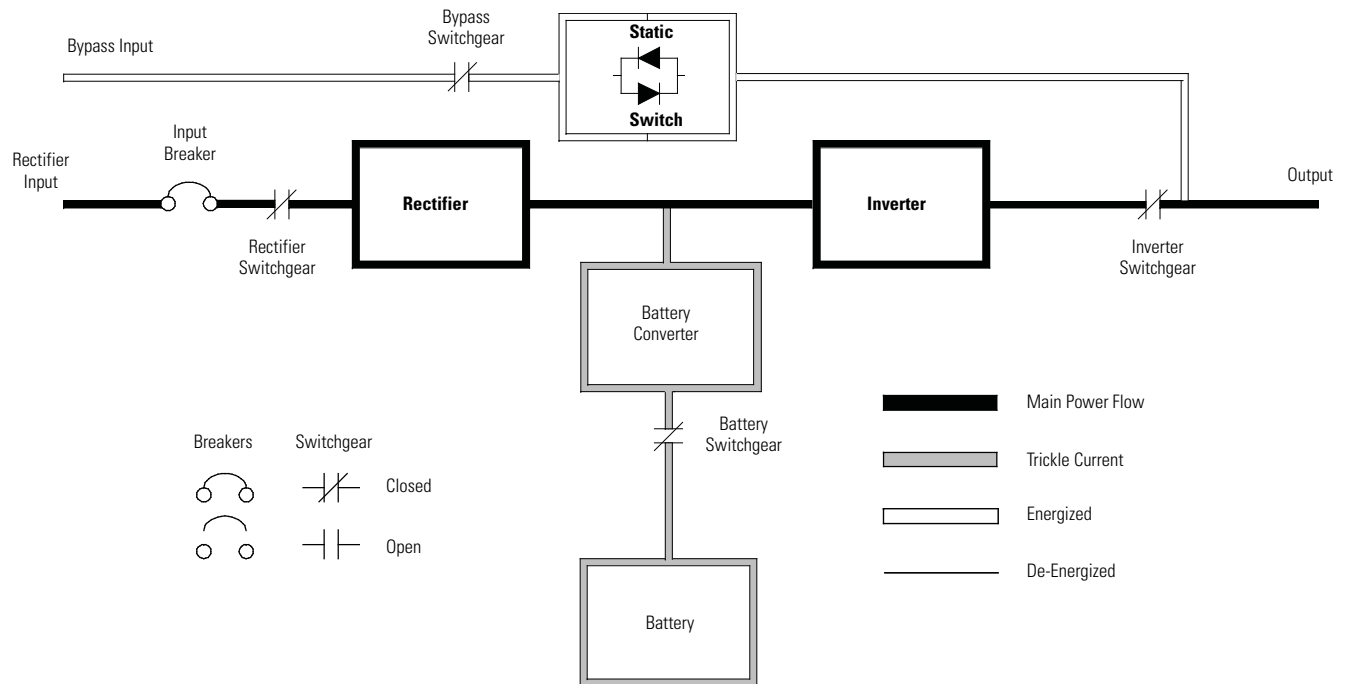 Bypass Input
Bypass
Switchgear
Static
Switch
Rectifier
Input
Input
Breaker
Rectifier
Switchgear
Rectifier
Inverter
Inverter
Switchgear
Output
Battery
Converter
Battery
Switchgear
Battery
Breakers
Switchgear
Closed
Open
Main Power Flow
Trickle Current
Energized
De-Energized